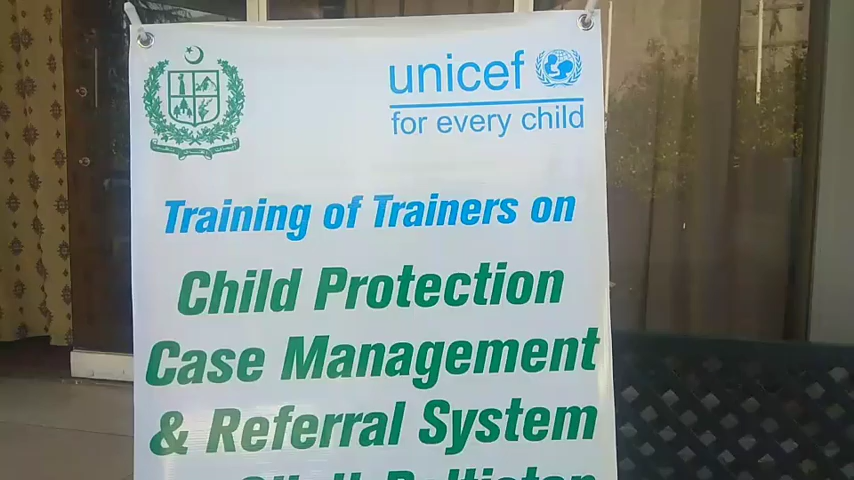 unicef
for every child
Training of Trainers on
Child Protection
Case Management
& Referral System